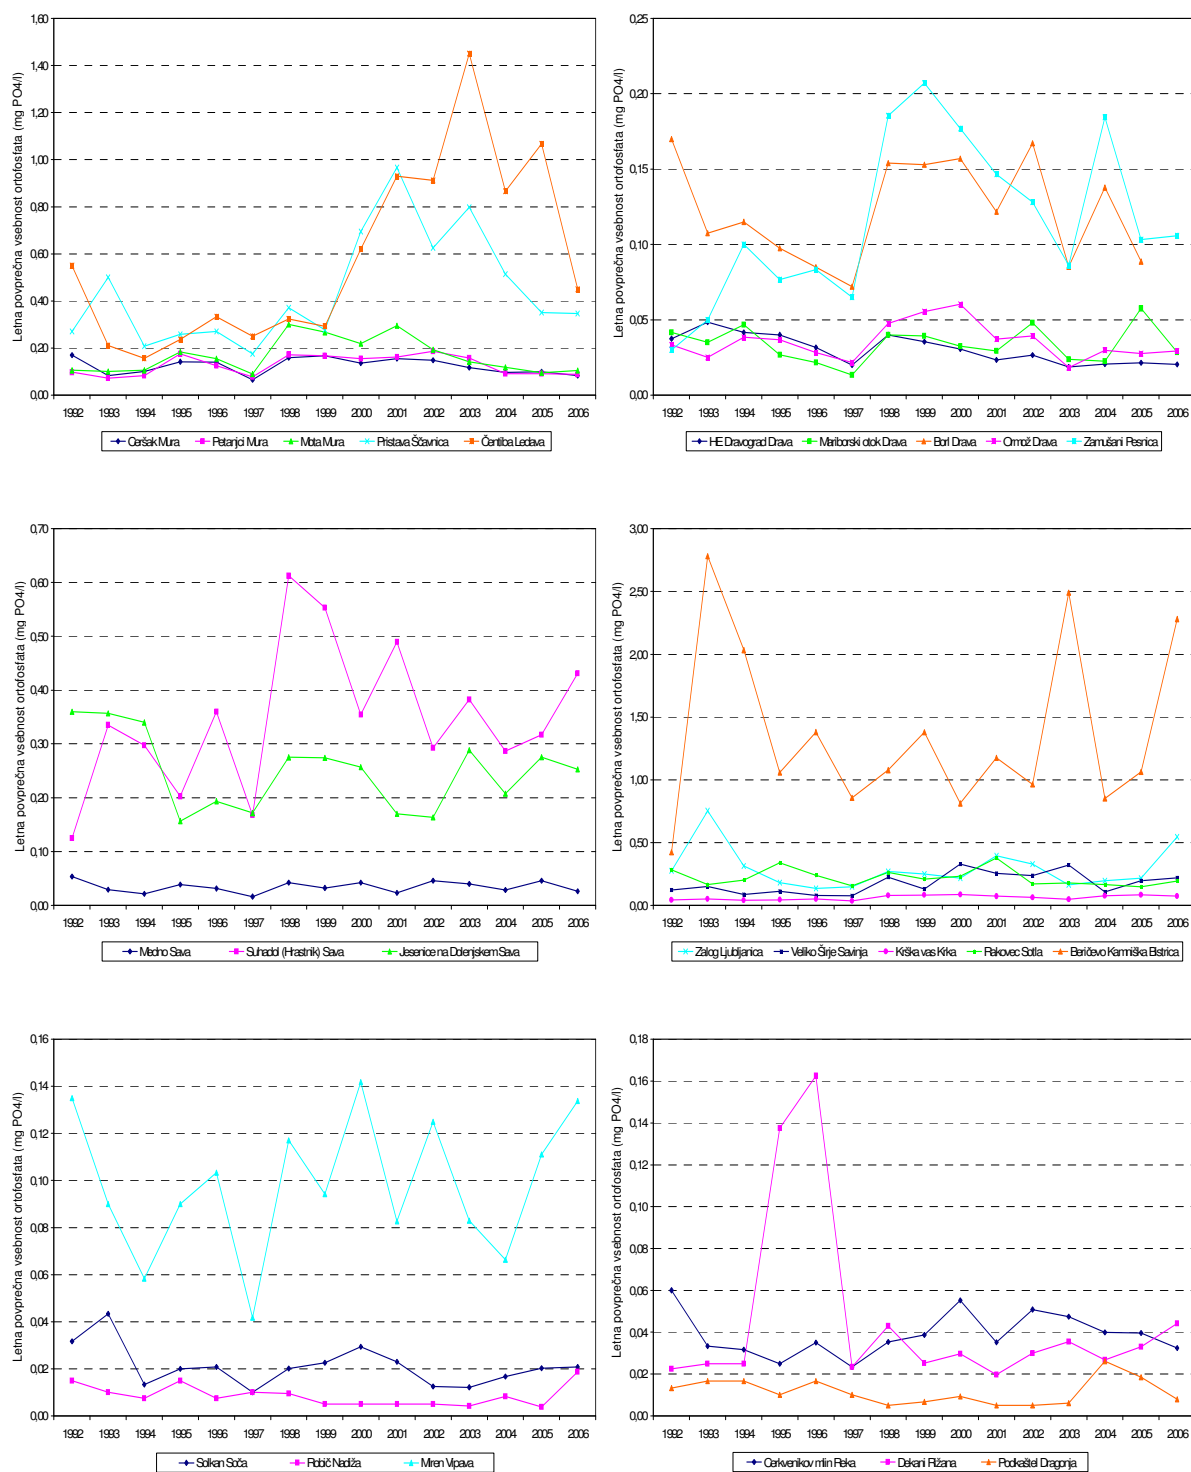 Letna povprečna vsebnost ortofosfata (mg PO4/l)
1,60
1,40
1,20
1,00
0,80
0,60
0,40
0,20
0,00
1992 1993 1994 1995 1996 1997 1998 1999 2000 2001 2002 2003 2004 2005 2006
Ceršak Mura Petanjci Mura Mota Mura Pristava Ščavnica Čentiba Ledava
Letna povprečna vsebnost ortofosfata (mg PO4/l)
0,25
0,20
0,15
0,10
0,05
0,00
1992 1993 1994 1995 1996 1997 1998 1999 2000 2001 2002 2003 2004 2005 2006
HE Dravograd Drava Mariborski otok Drava Borl Drava Ormož Drava Zamušani Pesnica
Letna povprečna vsebnost ortofosfata (mg PO4/l)
0,70
0,60
0,50
0,40
0,30
0,20
0,10
0,00
1992 1993 1994 1995 1996 1997 1998 1999 2000 2001 2002 2003 2004 2005 2006
Medno Sava Suhadol (Hrastnik) Sava Jesenice na Dolenjskem Sava
Letna povprečna vsebnost ortofosfata (mg PO4/l)
3,00
2,50
2,00
1,50
1,00
0,50
0,00
1992 1993 1994 1995 1996 1997 1998 1999 2000 2001 2002 2003 2004 2005 2006
Zalog Ljubljanica Veliko Širje Savinja Krška vas Krka Rakovec Sotla Beričevo Kamniška Bistrica
Letna povprečna vsebnost ortofosfata (mg PO4/l)
0,16
0,14
0,12
0,10
0,08
0,06
0,04
0,02
0,00
1992 1993 1994 1995 1996 1997 1998 1999 2000 2001 2002 2003 2004 2005 2006
Solkan Soča Robič Nadiža Miren Vipava
Letna povprečna vsebnost ortofosfata (mg PO4/l)
0,18
0,16
0,14
0,12
0,10
0,08
0,06
0,04
0,02
0,00
1992 1993 1994 1995 1996 1997 1998 1999 2000 2001 2002 2003 2004 2005 2006
Cerkvenikov mlin Reka Dekani Rižana Podkaštel Dragonja